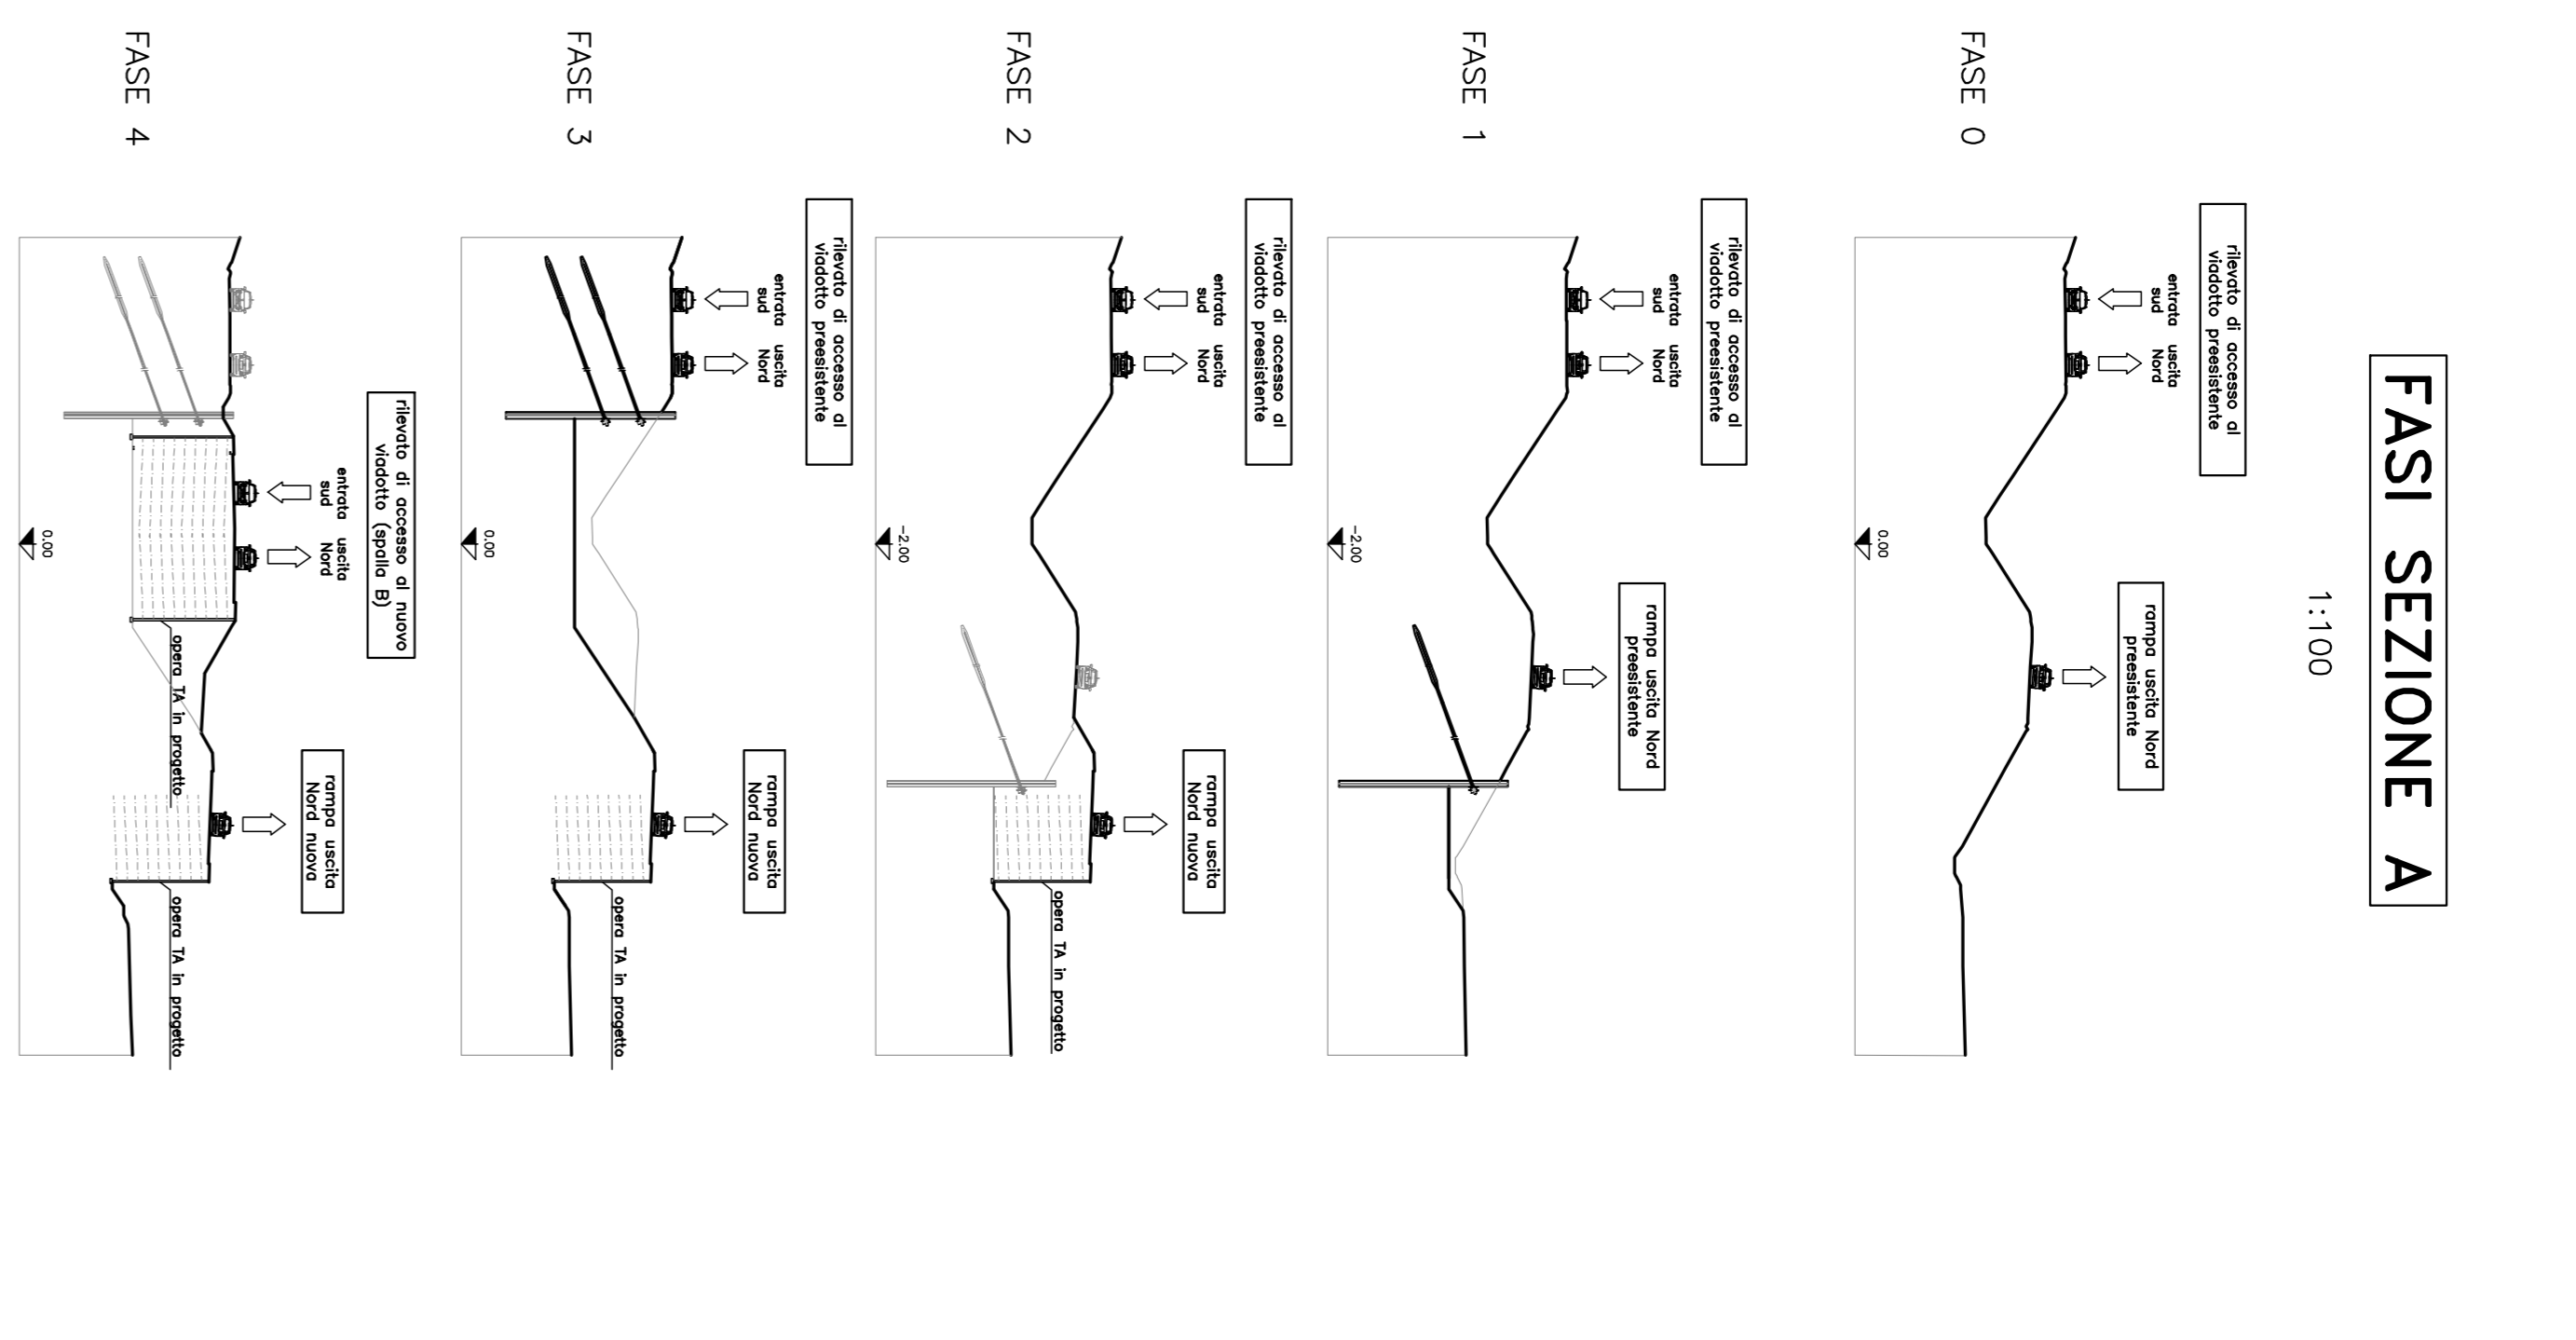 FASI SEZIONE A
1:100
FASE 0
rilevato di accesso al
viadotto preesistente
entrata
sud
uscita
Nord
rampa uscita Nord
preesistente
0.00
FASE 1
rilevato di accesso al
viadotto preesistente
entrata
sud
uscita
Nord
rampa uscita Nord
preesistente
-2.00
FASE 2
rilevato di accesso al
viadotto preesistente
entrata
sud
uscita
Nord
rampa uscita
Nord nuova
opera TA in progetto
-2.00
FASE 3
rilevato di accesso al
viadotto preesistente
entrata
sud
uscita
Nord
rampa uscita
Nord nuova
opera TA in progetto
0.00
FASE 4
rilevato di accesso al nuovo
viadotto (spalla B)
entrata
sud
uscita
Nord
rampa uscita
Nord nuova
opera TA in progetto
opera TA in progetto
0.00